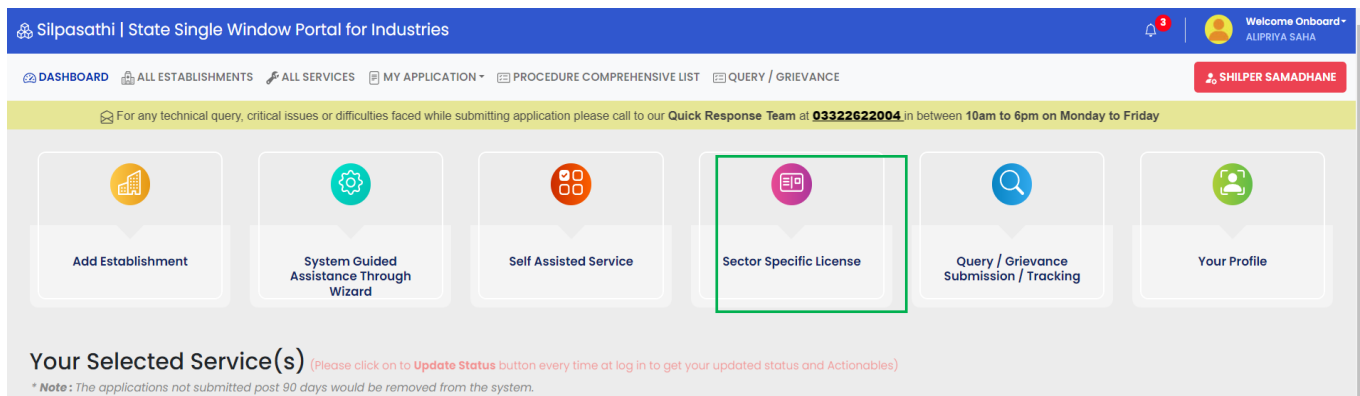 Silpasathi | State Single Window Portal for Industries
3
Welcome Onboard
ALIPRIYA SAHA
DASHBOARD ALL ESTABLISHMENTS ALL SERVICES MY APPLICATION PROCEDURE COMPREHENSIVE LIST QUERY / GRIEVANCE
SHILPER SAMADHANE
For any technical query, critical issues or difficulties faced while submitting application please call to our Quick Response Team at 03322622004 in between 10am to 6pm on Monday to Friday
Add Establishment
System Guided
Assistance Through
Wizard
Self Assisted Service
Sector Specific License
Query / Grievance
Submission / Tracking
Your Profile
Your Selected Service(s) (Please click on to Update Status button every time at log in to get your updated status and Actionables)
* Note : The applications not submitted post 90 days would be removed from the system.